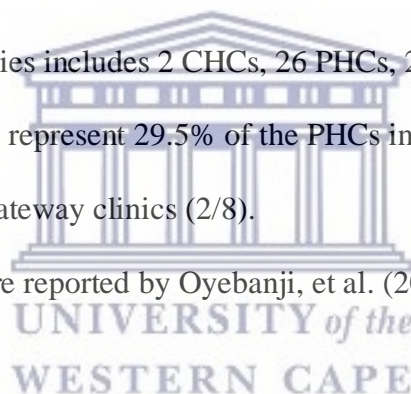 ies includes 2 CHCs, 26 PHCs, 2
represent 29.5% of the PHCs in
ateway clinics (2/8).
re reported by Oyebanji, et al. (20
UNIVERSITY of the
WESTERN CAPE